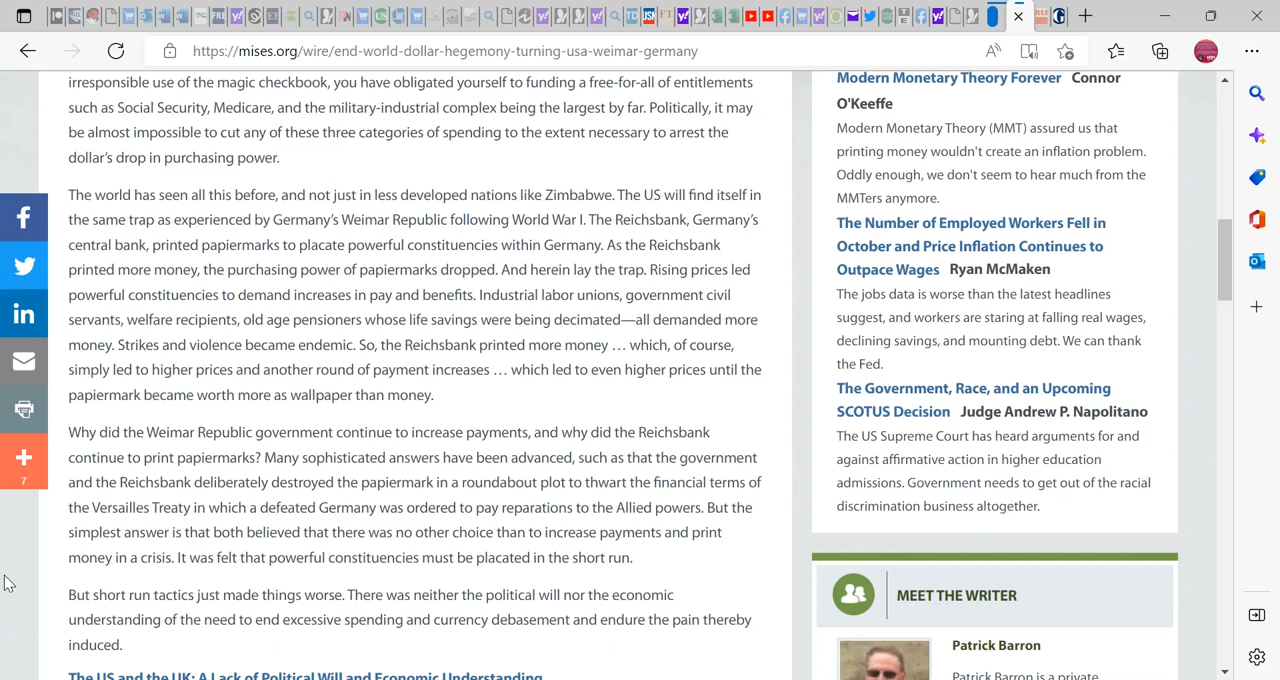 https://mises.org/wire/end-world-dollar-hegemony-turning-usa-weimar-germany
irresponsible use of the magic checkbook, you have obligated yourself to funding a free-for-all of entitlements
such as Social Security, Medicare, and the military-industrial complex being the largest by far. Politically, it may
be almost impossible to cut any of these three categories of spending to the extent necessary to arrest the
dollar's drop in purchasing power.
The world has seen all this before, and not just in less developed nations like Zimbabwe. The US will find itself in
the same trap as experienced by Germany's Weimar Republic following World War I. The Reichsbank, Germany's
central bank, printed papiermarks to placate powerful constituencies within Germany. As the Reichsbank
printed more money, the purchasing power of papiermarks dropped. And herein lay the trap. Rising prices led
powerful constituencies to demand increases in pay and benefits. Industrial labor unions, government civil
servants, welfare recipients, old age pensioners whose life savings were being decimated—all demanded more
money. Strikes and violence became endemic. So, the Reichsbank printed more money … which, of course,
simply led to higher prices and another round of payment increases … which led to even higher prices until the
papiermark became worth more as wallpaper than money.
Why did the Weimar Republic government continue to increase payments, and why did the Reichsbank
continue to print papiermarks? Many sophisticated answers have been advanced, such as that the government
and the Reichsbank deliberately destroyed the papiermark in a roundabout plot to thwart the financial terms of
the Versailles Treaty in which a defeated Germany was ordered to pay reparations to the Allied powers. But the
simplest answer is that both believed that there was no other choice than to increase payments and print
money in a crisis. It was felt that powerful constituencies must be placated in the short run.
But short run tactics just made things worse. There was neither the political will nor the economic
understanding of the need to end excessive spending and currency debasement and endure the pain thereby
induced.
The US and the UK: A Lack of Political Will and Economic Understanding
7
Modern Monetary Theory Forever Connor
O'Keeffe
Modern Monetary Theory (MMT) assured us that
printing money wouldn't create an inflation problem.
Oddly enough, we don't seem to hear much from the
MMTers anymore.
The Number of Employed Workers Fell in
October and Price Inflation Continues to
Outpace Wages Ryan McMaken
The jobs data is worse than the latest headlines
suggest, and workers are staring at falling real wages,
declining savings, and mounting debt. We can thank
the Fed.
The Government, Race, and an Upcoming
SCOTUS Decision Judge Andrew P. Napolitano
The US Supreme Court has heard arguments for and
against affirmative action in higher education
admissions. Government needs to get out of the racial
discrimination business altogether.
MEET THE WRITER
Patrick Barron
Patrick Barron is a private